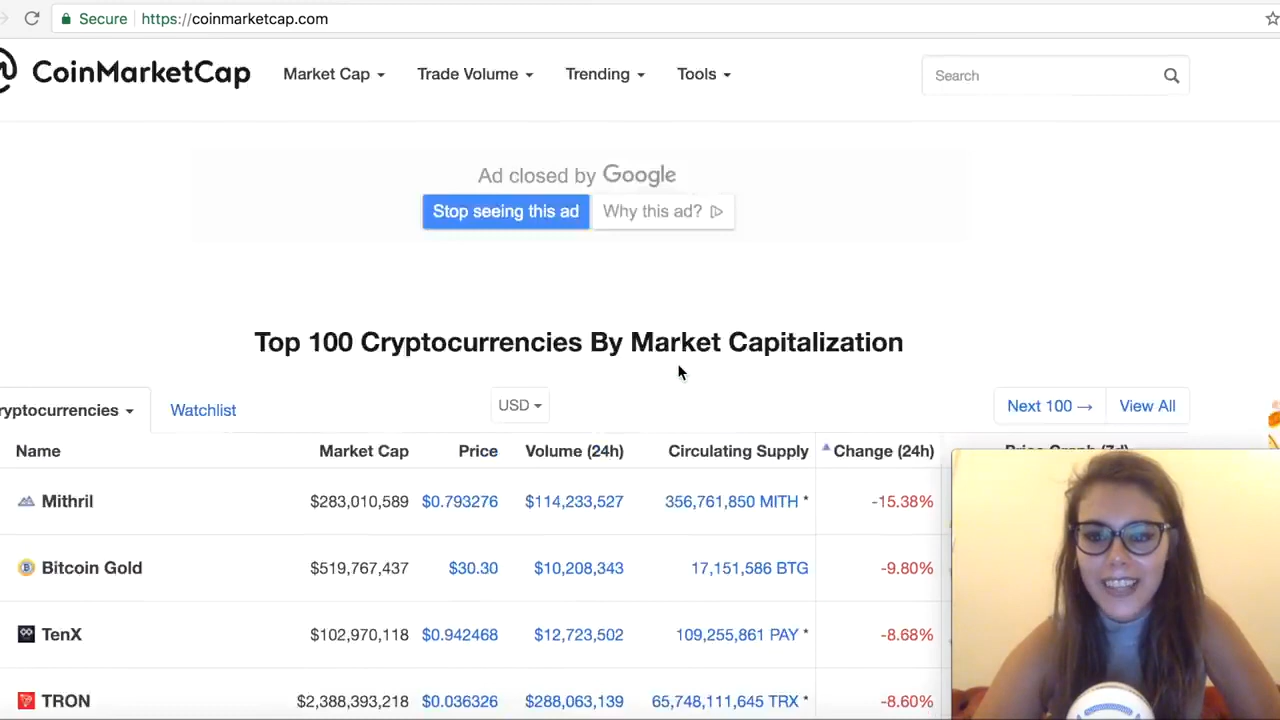 Secure https://coinmarketcap.com
CoinMarketCap Market Cap Trade Volume Trending Tools Search
Ad closed by Google
Stop seeing this ad Why this ad?
Top 100 Cryptocurrencies By Market Capitalization
ryptocurrencies Watchlist USD Next 100 → View All
Name Market Cap Price Volume (24h) Circulating Supply Change (24h) Price Graph (7d)
Mithril $283,010,589 $0.793276 $114,233,527 356,761,850 MITH * -15.38%
Bitcoin Gold $519,767,437 $30.30 $10,208,343 17,151,586 BTG -9.80%
TenX $102,970,118 $0.942468 $12,723,502 109,255,861 PAY * -8.68%
TRON $2,388,393,218 $0.036326 $288,063,139 65,748,111,645 TRX * -8.60%